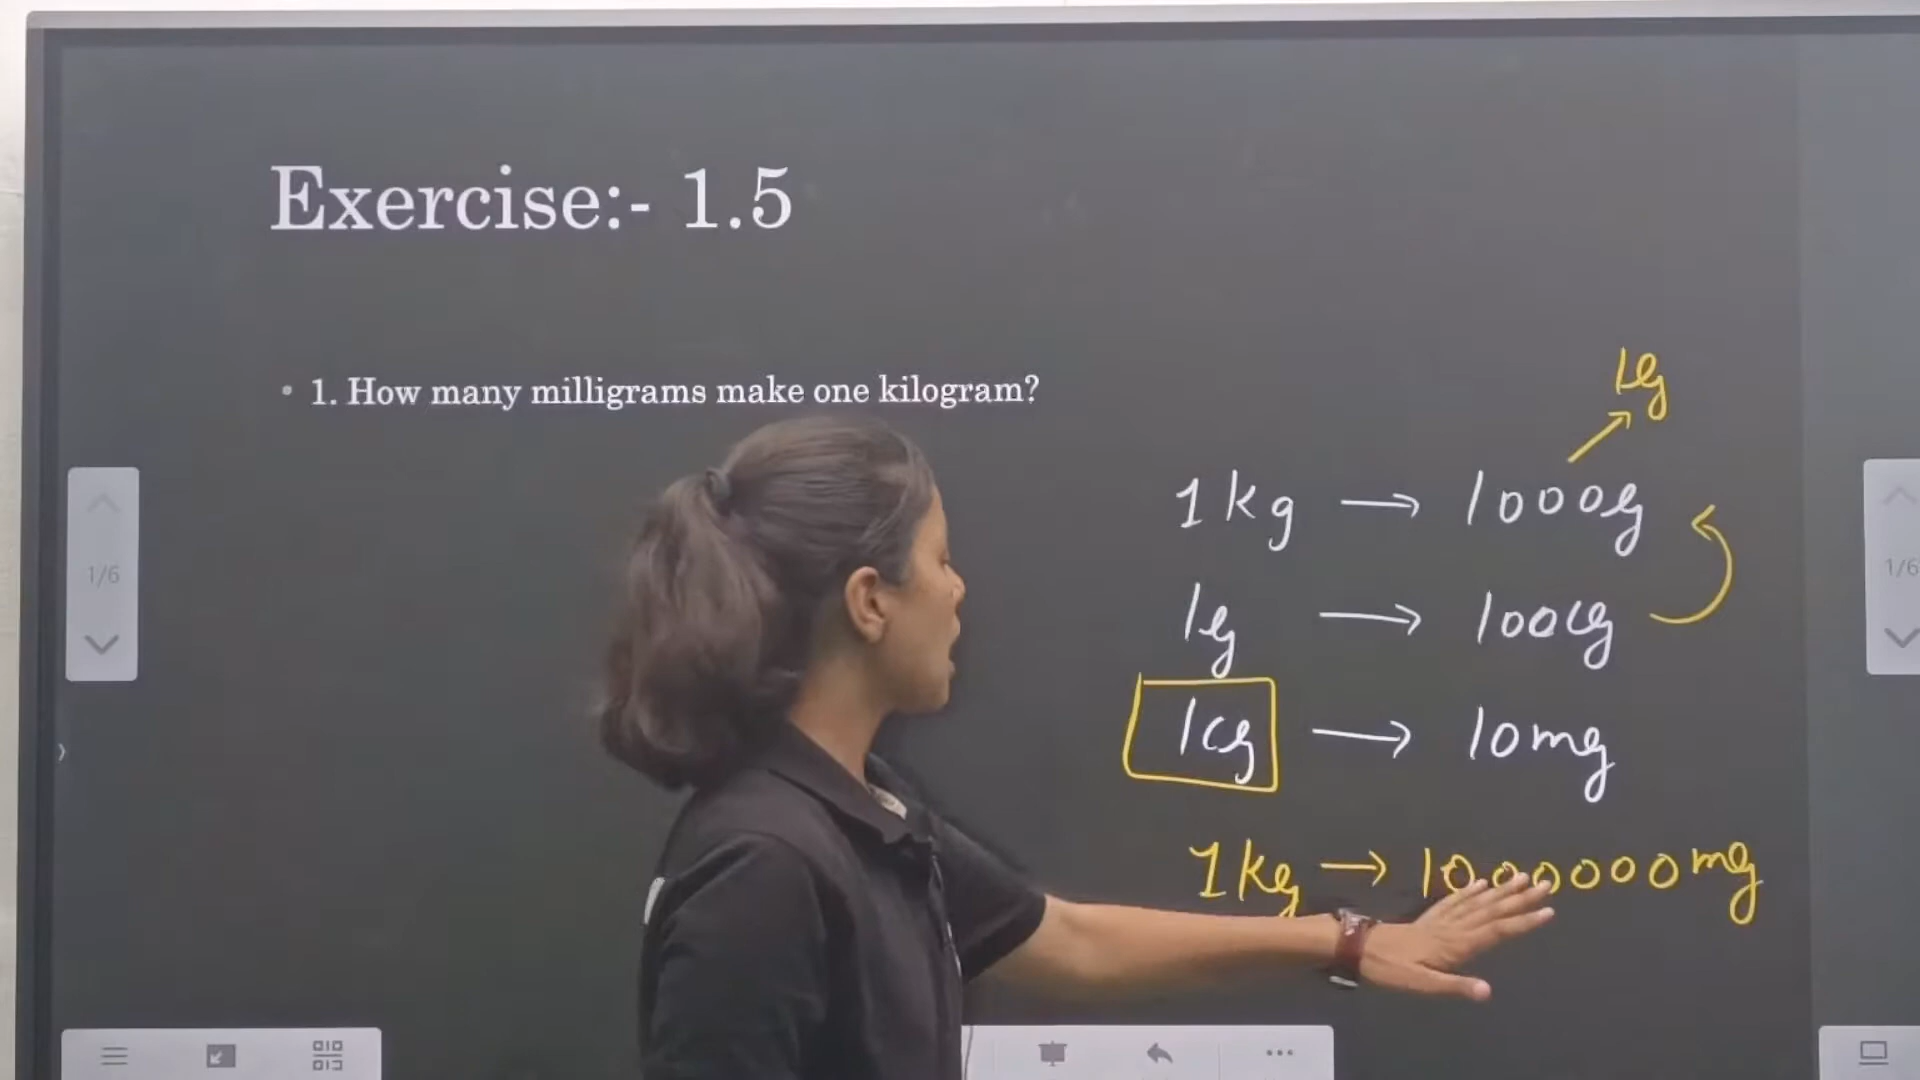 Exercise:- 1.5
• 1. How many milligrams make one kilogram?
1g
1kg → 1000g
1g → 100cg
1cg → 10mg
1kg → 1000000mg
1/6
1/6